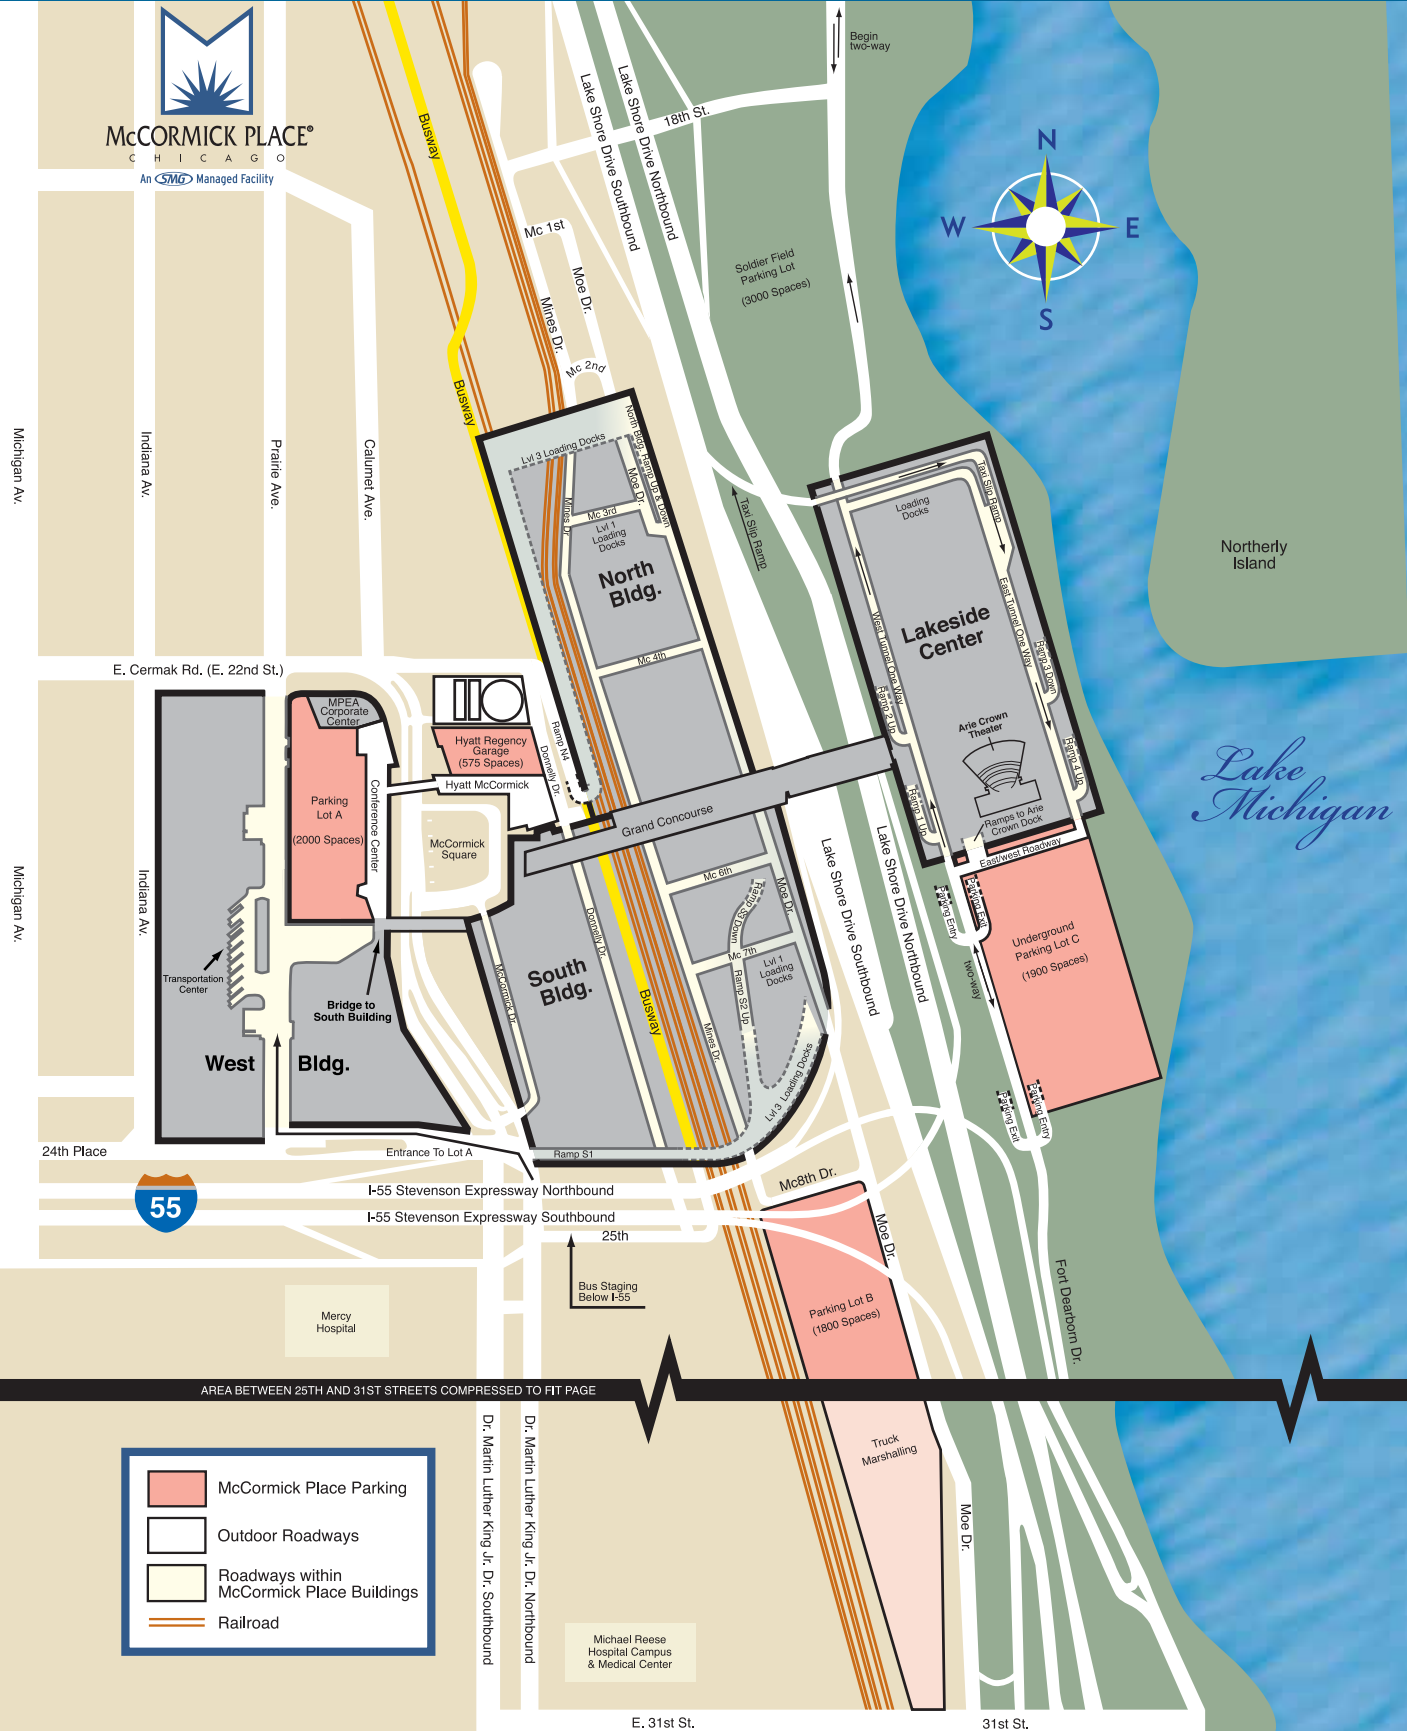 McCORMICK PLACE®
CHICAGO
An SMG Managed Facility
Begin
two-way
Busway
Lake Shore Drive Southbound
Lake Shore Drive Northbound
18th St.
N
W
E
S
Mc 1st
Moe Dr.
Mines Dr.
Mc 2nd
Soldier Field
Parking Lot
(3000 Spaces)
Busway
Michigan Av.
Indiana Av.
Prairie Ave.
Calumet Ave.
Lvl 3 Loading Docks
North Bldg. Ramp Up & Down
Moe Dr.
Mines Dr.
Mc 3rd
Lvl 1
Loading
Docks
North
Bldg.
Mc 4th
Taxi Slip Ramp
Loading
Docks
Taxi Slip Ramp
Lakeside
Center
West Tunnel One Way
East Tunnel One Way
Ramp 3 Down
Ramp 2 Up
Ramp 4 Up
Ramp 1 Up
Arie Crown
Theater
Ramps to Arie
Crown Dock
East/west Roadway
Northerly
Island
Lake
Michigan
E. Cermak Rd. (E. 22nd St.)
MPEA
Corporate
Center
Parking
Lot A
(2000 Spaces)
Conference Center
Hyatt Regency
Garage
(575 Spaces)
Hyatt McCormick
Ramp N4
Donnelly Dr.
McCormick
Square
Grand Concourse
Michigan Av.
Indiana Av.
Transportation
Center
Bridge to
South Building
West Bldg.
McCormick Dr.
South
Bldg.
Donnelly Dr.
Busway
Mc 6th
Ramp S3 Down
Moe Dr.
Mc 7th
Ramp S2 Up
Lvl 1
Loading
Docks
Mines Dr.
Lvl 3 Loading Docks
Lake Shore Drive Southbound
Lake Shore Drive Northbound
Parking Entry
Parking Exit
Underground
Parking Lot C
(1900 Spaces)
two-way
Parking Exit
Parking Entry
24th Place
Entrance To Lot A
Ramp S1
55
I-55 Stevenson Expressway Northbound
I-55 Stevenson Expressway Southbound
25th
Mc8th Dr.
Moe Dr.
Bus Staging
Below I-55
Mercy
Hospital
Parking Lot B
(1800 Spaces)
Fort Dearborn Dr.
AREA BETWEEN 25TH AND 31ST STREETS COMPRESSED TO FIT PAGE
Truck
Marshalling
Dr. Martin Luther King Jr. Dr. Southbound
Dr. Martin Luther King Jr. Dr. Northbound
Moe Dr.
McCormick Place Parking
Outdoor Roadways
Roadways within
McCormick Place Buildings
Railroad
Michael Reese
Hospital Campus
& Medical Center
E. 31st St.
31st St.